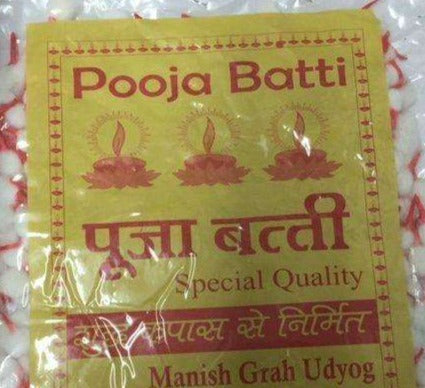 Pooja Batti
पूजा बत्ती
Special Quality
शुद्ध कपास से निर्मित
Manish Grah Udyog